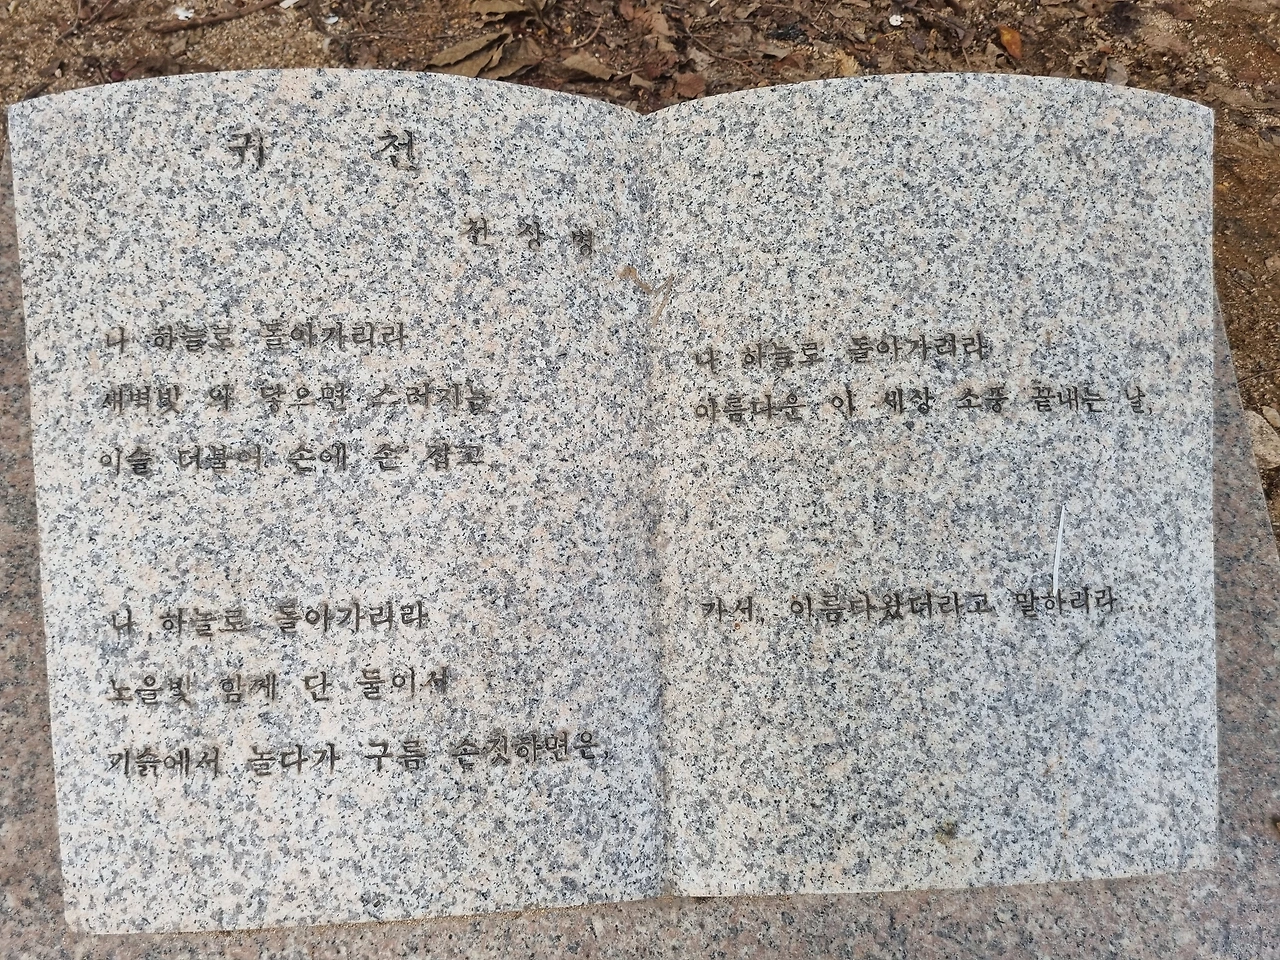 귀 천
천 상 병
나 하늘로 돌아가리라
새벽빛 와 닿으면 스러지는
이슬 더불어 손에 손 잡고
나 하늘로 돌아가리라
노을빛 함께 단 둘이서
기슭에서 놀다가 구름 손짓하면은,
나 하늘로 돌아가리라
아름다운 이 세상 소풍 끝내는 날,
가서, 아름다왔더라고 말하리라